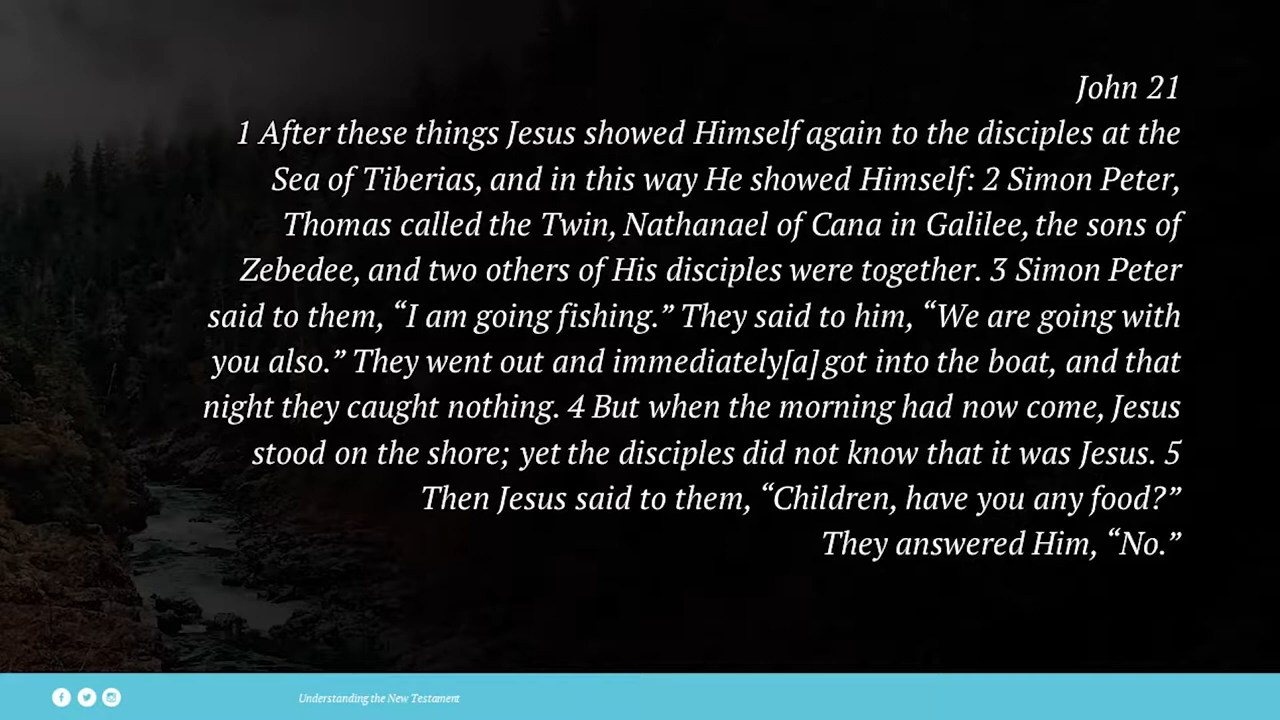 John 21
1 After these things Jesus showed Himself again to the disciples at the
Sea of Tiberias, and in this way He showed Himself: 2 Simon Peter,
Thomas called the Twin, Nathanael of Cana in Galilee, the sons of
Zebedee, and two others of His disciples were together. 3 Simon Peter
said to them, “I am going fishing.” They said to him, “We are going with
you also.” They went out and immediately[a] got into the boat, and that
night they caught nothing. 4 But when the morning had now come, Jesus
stood on the shore; yet the disciples did not know that it was Jesus. 5
Then Jesus said to them, “Children, have you any food?”
They answered Him, “No.”
Understanding the New Testament